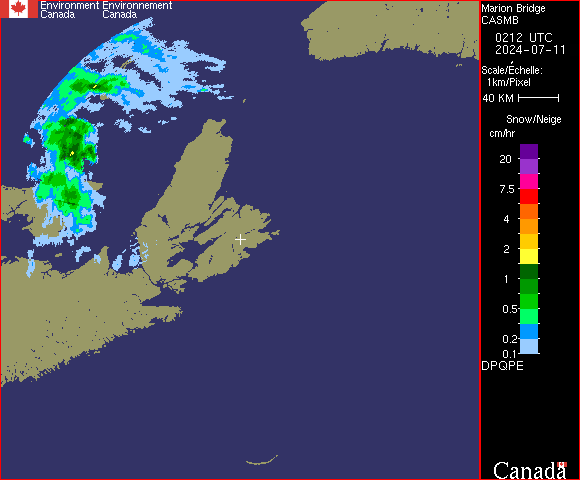 Environment Environnement
Canada Canada
Marion Bridge
CASMB
0212 UTC
2024-07-11
Scale/Echelle:
1km/Pixel
40 KM
Snow/Neige
cm/hr
20
7.5
4
2
1
0.5
0.2
0.1
DPQPE
Canada